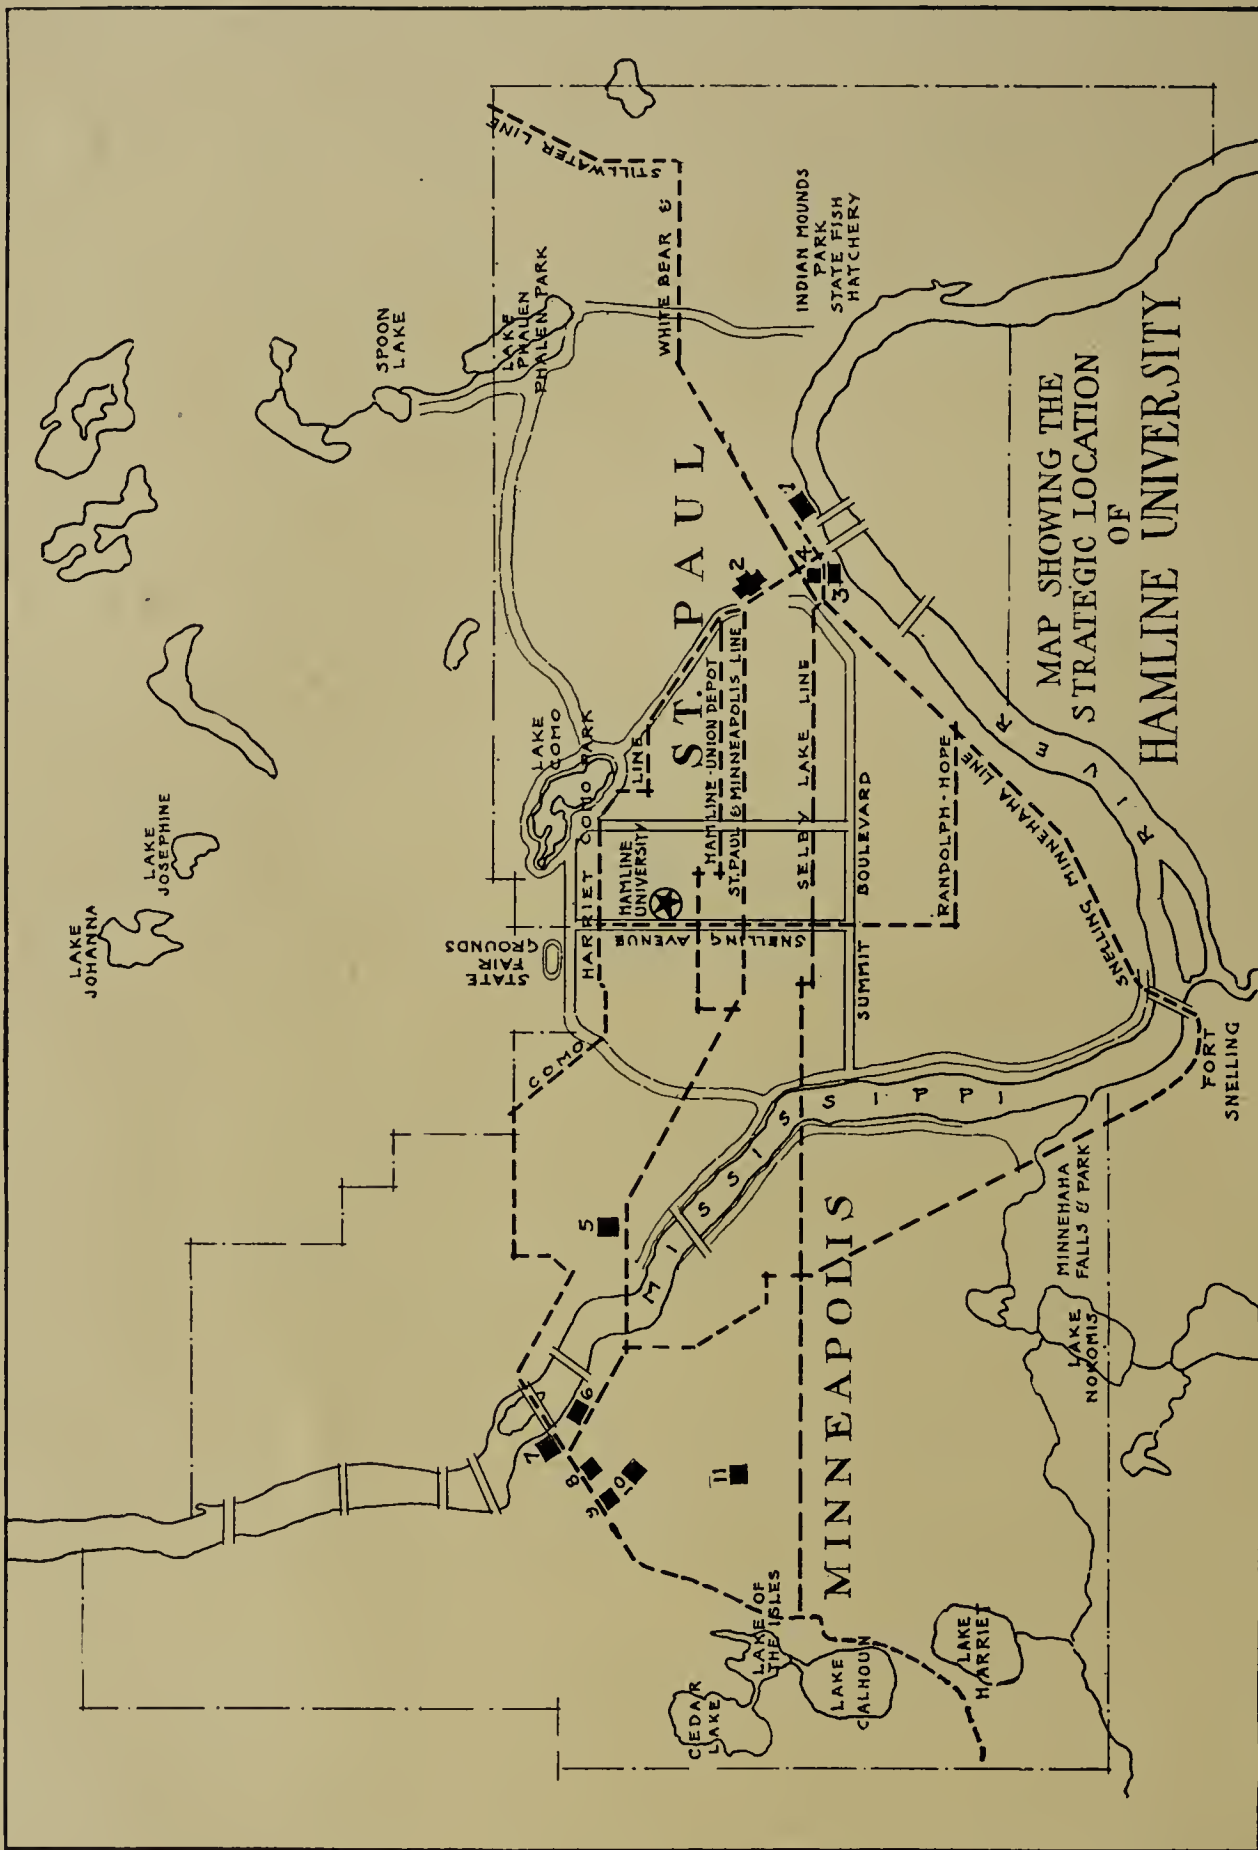 MAP SHOWING THE
STRATEGIC LOCATION
OF
HAMLINE UNIVERSITY
LAKE
JOHANNA
LAKE
JOSEPHINE
SPOON
LAKE
LAKE
PHALEN
PHALEN PARK
STILLWATER LINE
WHITE BEAR &
INDIAN MOUNDS
PARK
STATE FISH
HATCHERY
STATE
FAIR
GROUNDS
LAKE
COMO
COMO PARK
COMO
HARRIET
LINE
HAMLINE
UNIVERSITY
SNELLING
AVENUE
ST. PAUL
HAMLINE-UNION DEPOT
ST. PAUL & MINNEAPOLIS LINE
SELBY LAKE LINE
SUMMIT
BOULEVARD
RANDOLPH-HOPE
SNELLING MINNEHAMA LINE
MISSISSIPPI
RIVER
FORT
SNELLING
MINNEHAHA
FALLS & PARK
LAKE
NOKOMIS
MINNEAPOLIS
CEDAR
LAKE
LAKE OF
THE ISLES
LAKE
CALHOUN
LAKE
HARRIET
1
2
3
4
5
6
7
8
9
0
11